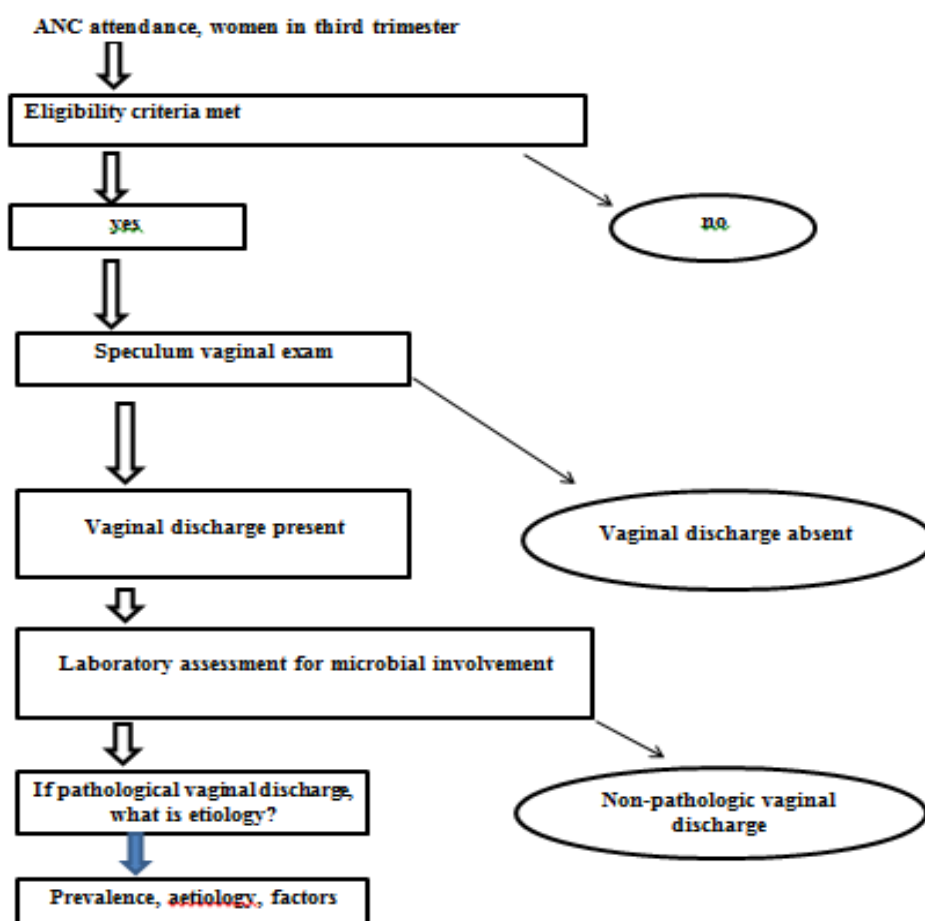 ANC attendance, women in third trimester
Eligibility criteria met
yes
no
Speculum vaginal exam
Vaginal discharge present
Vaginal discharge absent
Laboratory assessment for microbial involvement
If pathological vaginal discharge,
what is etiology?
Non-pathologic vaginal
discharge
Prevalence, aetiology, factors